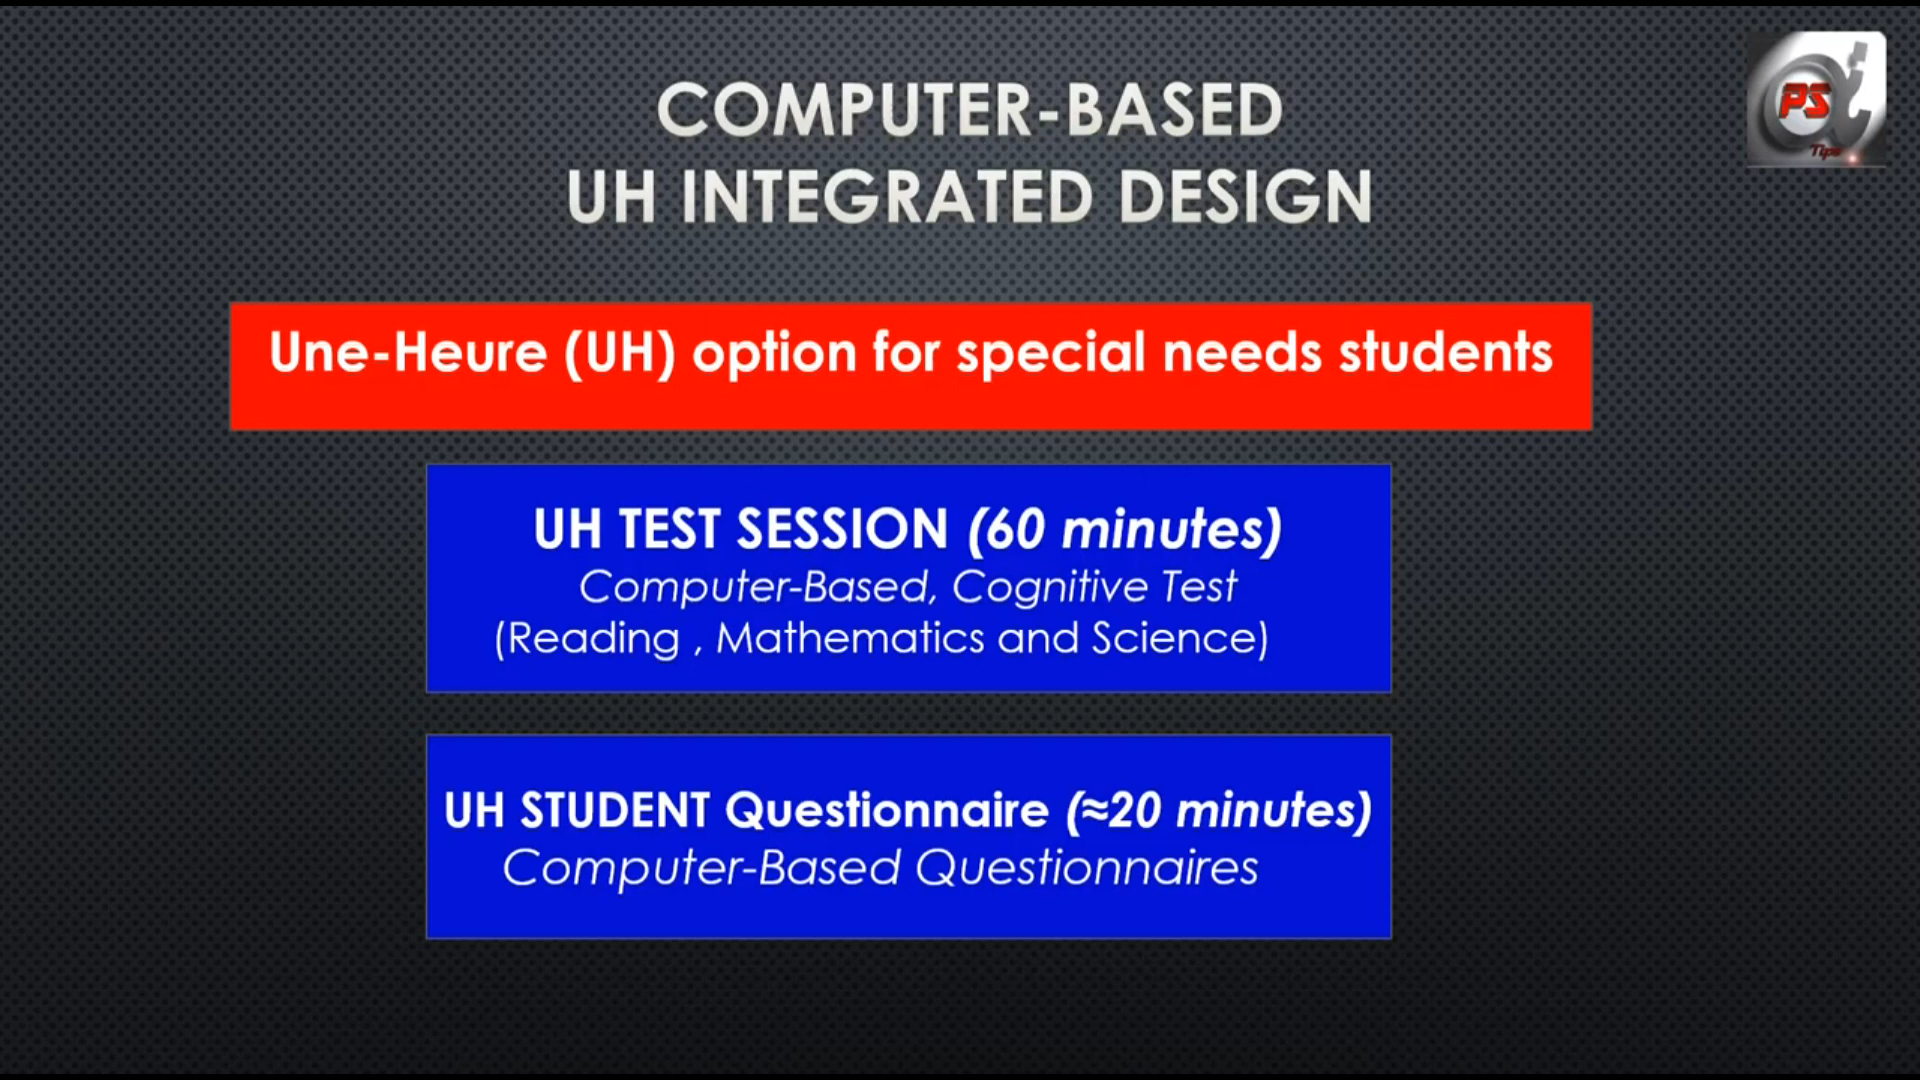 COMPUTER-BASED
UH INTEGRATED DESIGN
PS
Tips
Une-Heure (UH) option for special needs students
UH TEST SESSION (60 minutes)
Computer-Based, Cognitive Test
(Reading , Mathematics and Science)
UH STUDENT Questionnaire (≈20 minutes)
Computer-Based Questionnaires